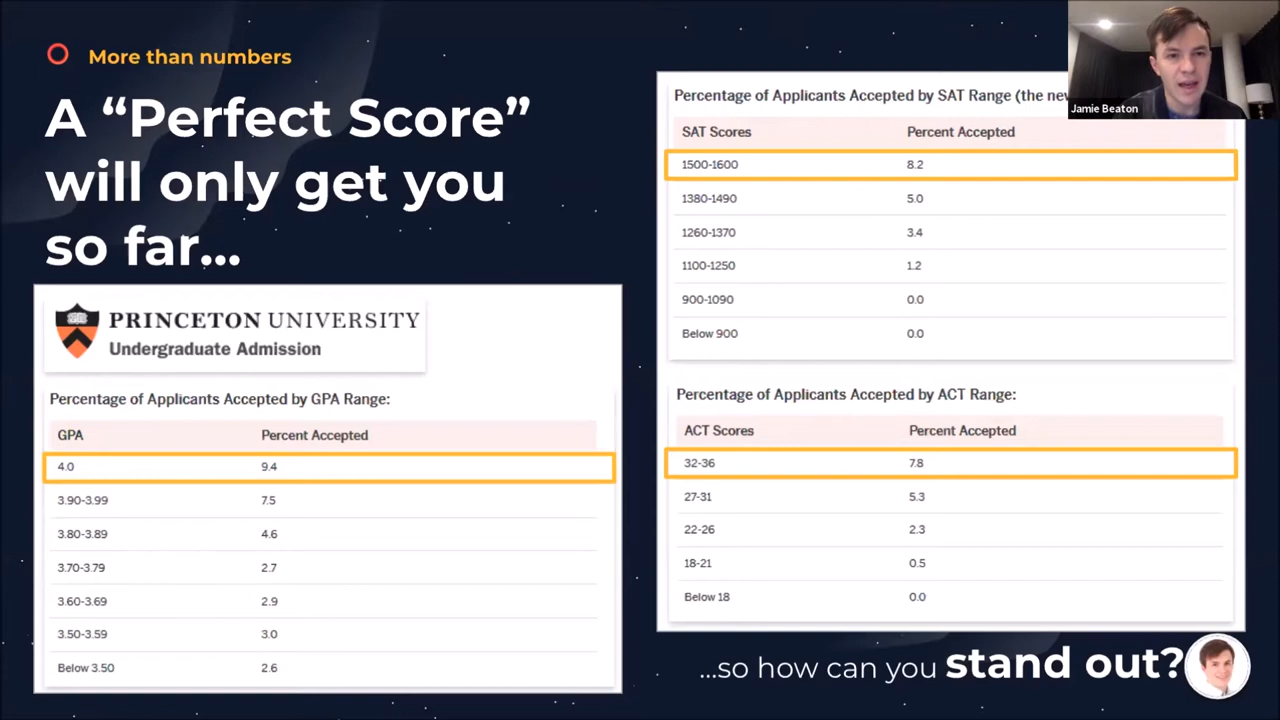 More than numbers
A “Perfect Score”
will only get you
so far...
PRINCETON UNIVERSITY
Undergraduate Admission
Percentage of Applicants Accepted by GPA Range:
GPA Percent Accepted
4.0 9.4
3.90-3.99 7.5
3.80-3.89 4.6
3.70-3.79 2.7
3.60-3.69 2.9
3.50-3.59 3.0
Below 3.50 2.6
Percentage of Applicants Accepted by SAT Range (the new
SAT Scores Percent Accepted
1500-1600 8.2
1380-1490 5.0
1260-1370 3.4
1100-1250 1.2
900-1090 0.0
Below 900 0.0
Percentage of Applicants Accepted by ACT Range:
ACT Scores Percent Accepted
32-36 7.8
27-31 5.3
22-26 2.3
18-21 0.5
Below 18 0.0
...so how can you stand out?
Jamie Beaton